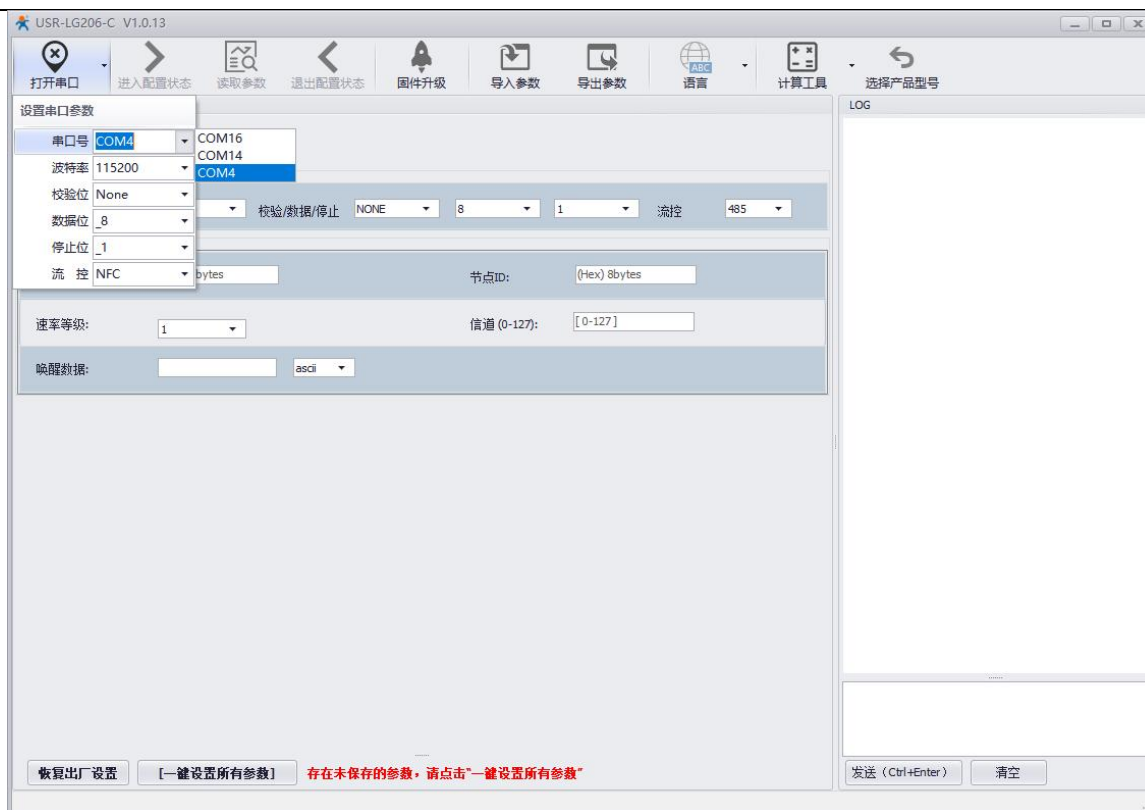 USR-LG206-C V1.0.13
打开串口 进入配置状态 读取参数 退出配置状态 固件升级 导入参数 导出参数 ABC 语言 计算工具 选择产品型号
设置串口参数
LOG
串口号 COM4
COM16
COM14
COM4
波特率 115200
校验位 None
校验/数据/停止 NONE 8 1 流控 485
数据位 _8
停止位 _1
流 控 NFC
bytes 节点ID: (Hex) 8bytes
速率等级: 1 信道 (0-127): [ 0-127 ]
唤醒数据: ascii
恢复出厂设置 [一键设置所有参数] 存在未保存的参数，请点击“一键设置所有参数”
发送（Ctrl+Enter） 清空